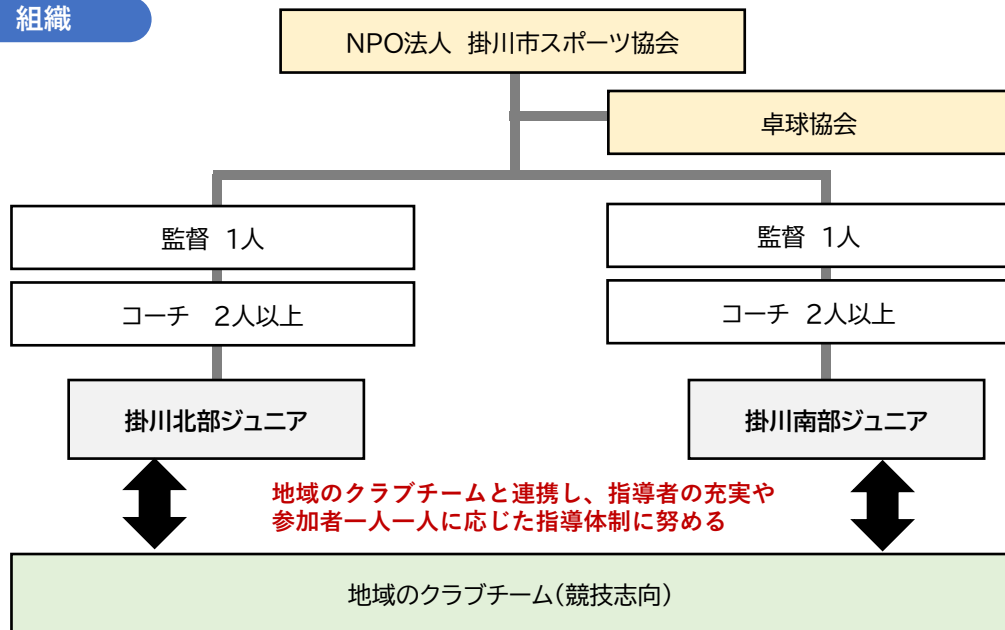 組織
NPO法人 掛川市スポーツ協会
卓球協会
監督 1人
監督 1人
コーチ　2人以上
コーチ 2人以上
掛川北部ジュニア
掛川南部ジュニア
地域のクラブチームと連携し、指導者の充実や
参加者一人一人に応じた指導体制に努める
地域のクラブチーム(競技志向)